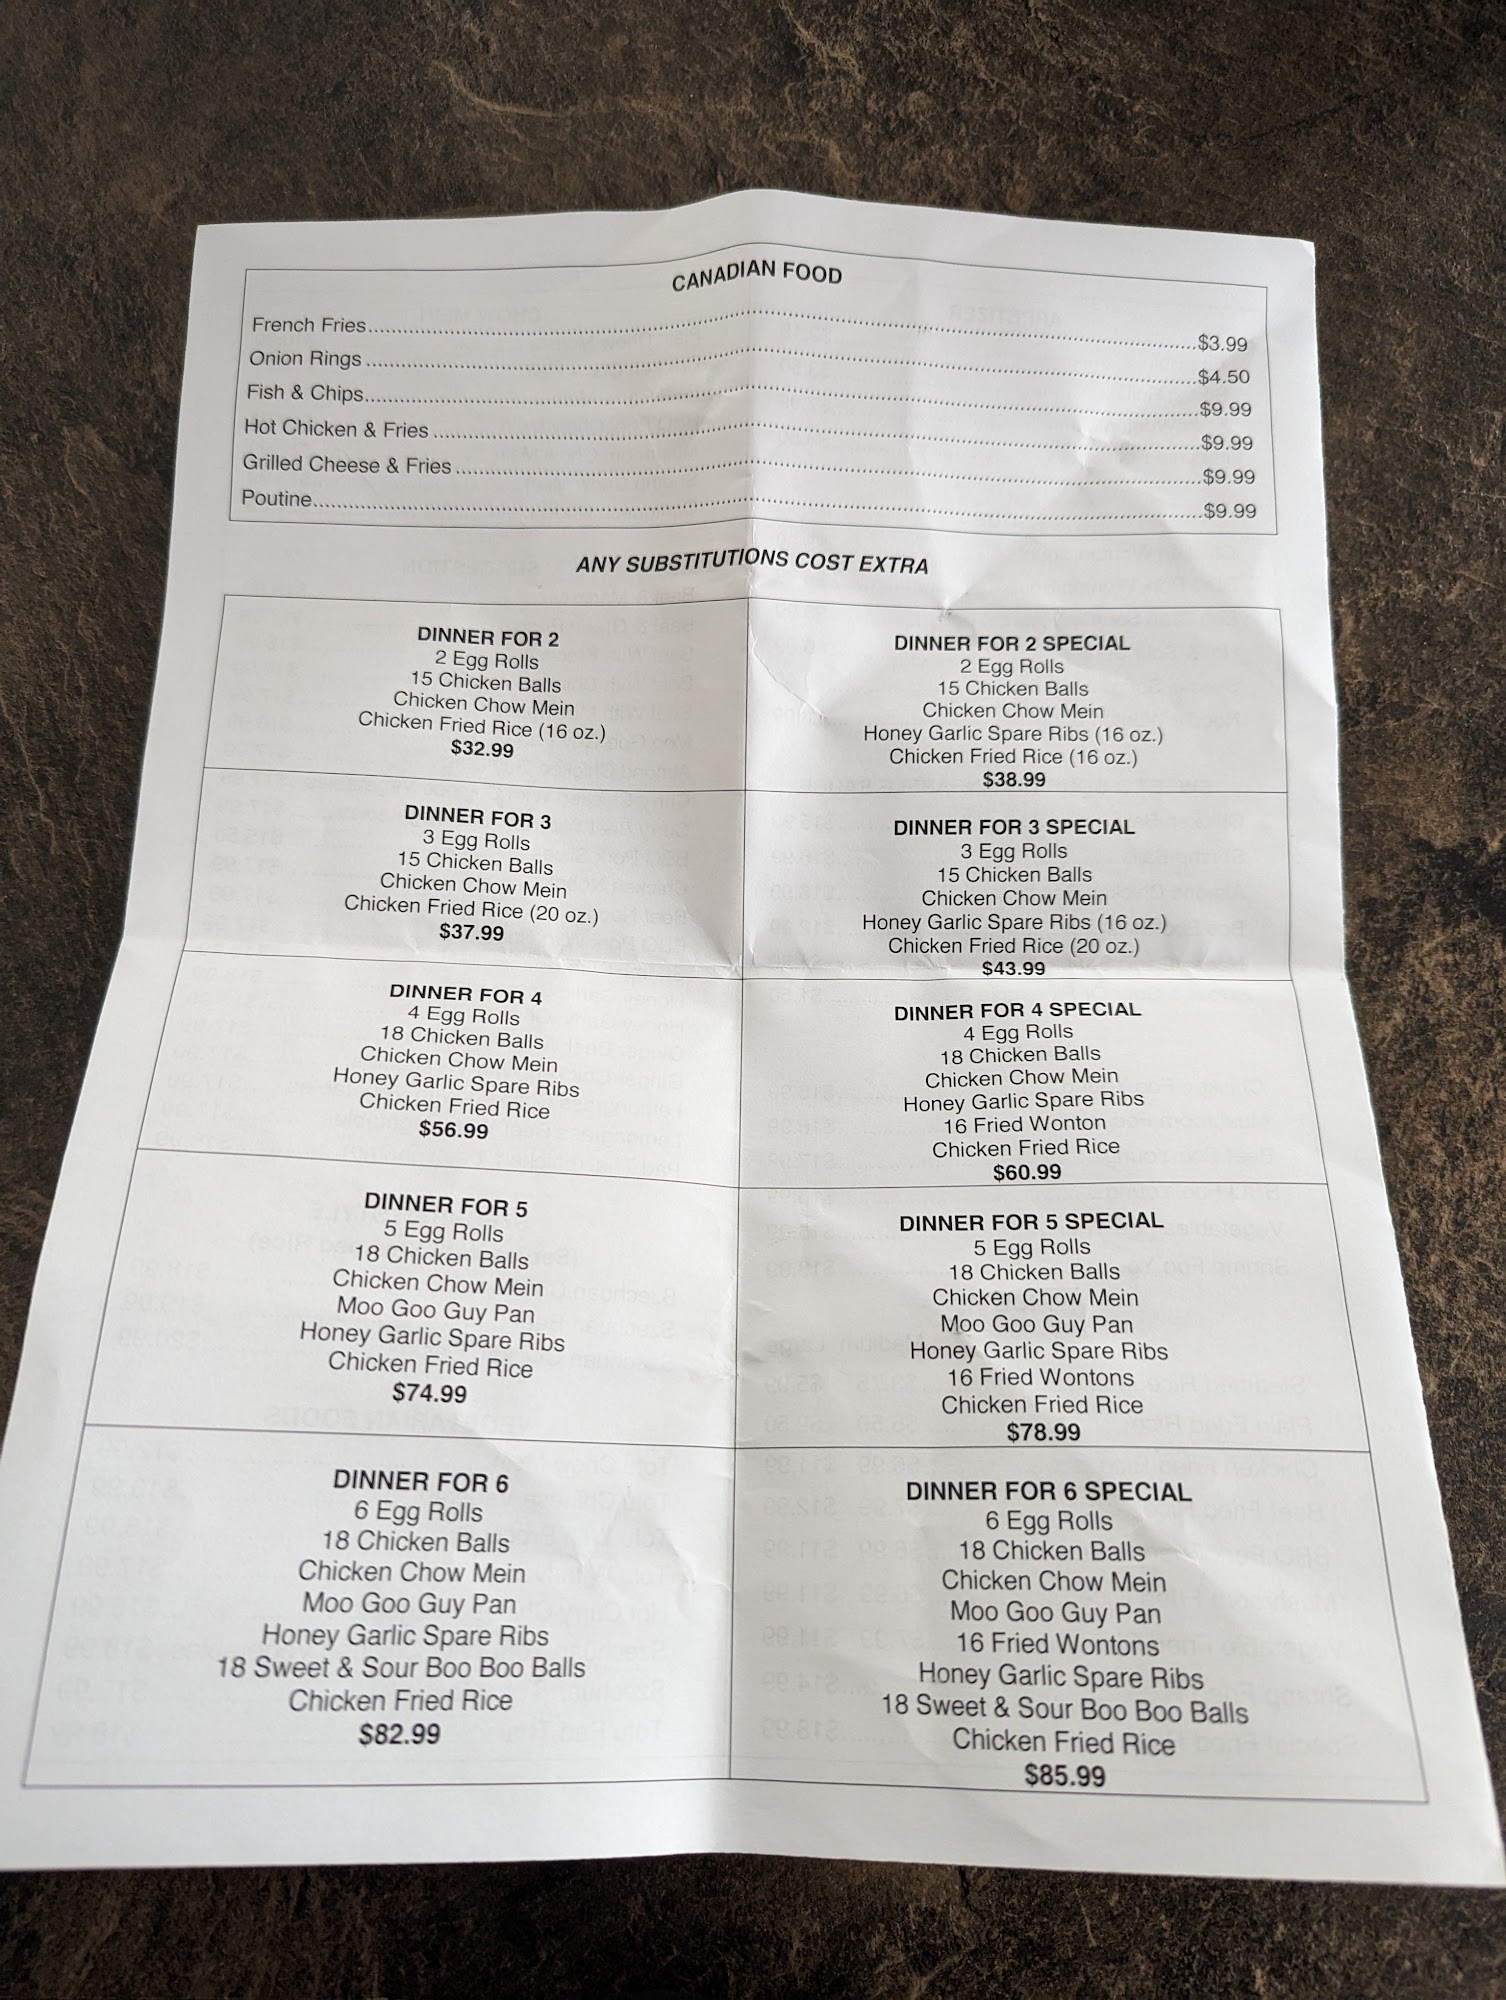 CANADIAN FOOD
French Fries....................$3.99
Onion Rings....................$4.50
Fish & Chips....................$9.99
Hot Chicken & Fries....................$9.99
Grilled Cheese & Fries....................$9.99
Poutine....................$9.99
ANY SUBSTITUTIONS COST EXTRA
DINNER FOR 2
2 Egg Rolls
15 Chicken Balls
Chicken Chow Mein
Chicken Fried Rice (16 oz.)
$32.99
DINNER FOR 2 SPECIAL
2 Egg Rolls
15 Chicken Balls
Chicken Chow Mein
Honey Garlic Spare Ribs (16 oz.)
Chicken Fried Rice (16 oz.)
$38.99
DINNER FOR 3
3 Egg Rolls
15 Chicken Balls
Chicken Chow Mein
Chicken Fried Rice (20 oz.)
$37.99
DINNER FOR 3 SPECIAL
3 Egg Rolls
15 Chicken Balls
Chicken Chow Mein
Honey Garlic Spare Ribs (16 oz.)
Chicken Fried Rice (20 oz.)
$43.99
DINNER FOR 4
4 Egg Rolls
18 Chicken Balls
Chicken Chow Mein
Honey Garlic Spare Ribs
Chicken Fried Rice
$56.99
DINNER FOR 4 SPECIAL
4 Egg Rolls
18 Chicken Balls
Chicken Chow Mein
Honey Garlic Spare Ribs
16 Fried Wonton
Chicken Fried Rice
$60.99
DINNER FOR 5
5 Egg Rolls
18 Chicken Balls
Chicken Chow Mein
Moo Goo Guy Pan
Honey Garlic Spare Ribs
Chicken Fried Rice
$74.99
DINNER FOR 5 SPECIAL
5 Egg Rolls
18 Chicken Balls
Chicken Chow Mein
Moo Goo Guy Pan
Honey Garlic Spare Ribs
16 Fried Wontons
Chicken Fried Rice
$78.99
DINNER FOR 6
6 Egg Rolls
18 Chicken Balls
Chicken Chow Mein
Moo Goo Guy Pan
Honey Garlic Spare Ribs
18 Sweet & Sour Boo Boo Balls
Chicken Fried Rice
$82.99
DINNER FOR 6 SPECIAL
6 Egg Rolls
18 Chicken Balls
Chicken Chow Mein
Moo Goo Guy Pan
16 Fried Wontons
Honey Garlic Spare Ribs
18 Sweet & Sour Boo Boo Balls
Chicken Fried Rice
$85.99